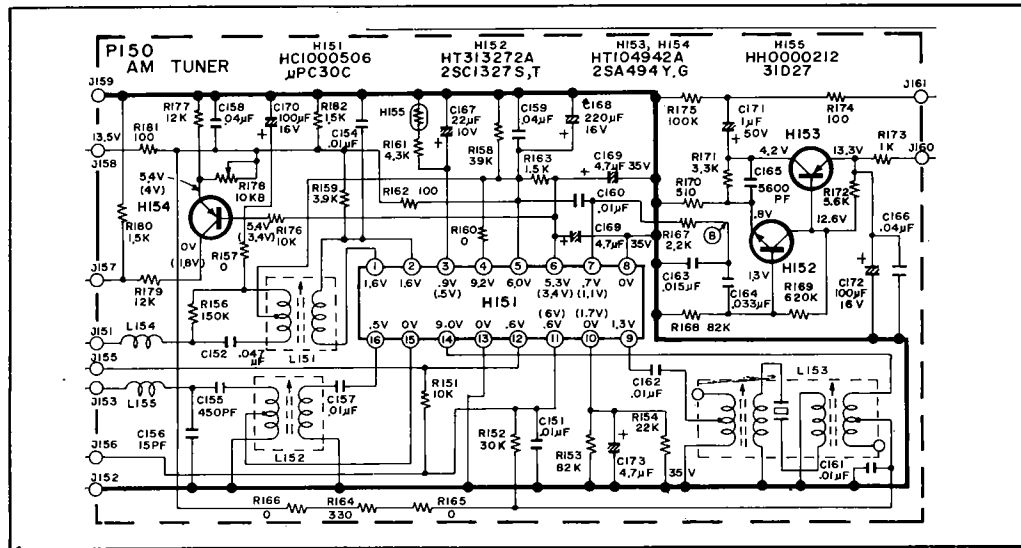 P150
AM TUNER
H151
HC1000506
µPC30C
H152
HT313272A
2SC1327S,T
H153, H154
HT104942A
2SA494Y,G
H155
HH0000212
31D27
J159
J161
R177
12K
C158
.04µF
C170
100µF
16V
R182
1,5K
C154
.01µF
H155
R161
4,3K
C167
22µF
10V
R158
39K
C159
.04µF
C168
220µF
16V
R175
100K
C171
1µF
50V
R174
100
13,5V
R181
100
J158
R163
1.5K
C169
4.7µF 35V
R171
3,3K
4.2V
H153
13,3V
R173
1K
J160
5,4V
(4V)
R178
10KB
R159
3.9K
R162 100
C160
.01µF
R170
510
C165
5600
PF
R172
5.6K
12.6V
C166
.04µF
H154
5,4V
(3,4V)
R176
10K
R180
1,5K
0V
(1,8V)
R157
0
R160
0
C169
4.7µF 35V
R167
2,2K
B
.8V
H152
1,3V
J157
R179
12K
1 2 3 4 5 6 7 8
1,6V 1.6V .9V 9.2V 6,0V 5.3V .7V 0V
(.5V) (3,4V) (1,1V)
H151
C163
.015µF
C164
.033µF
R169
620K
C172
100µF
16V
R156
150K
(.6V) (1.7V)
.5V 0V 9.0V 0V .6V .6V 0V 1,3V
16 15 14 13 12 11 10 9
R168 82K
J151
L154
C152
.047
µF
L151
J155
J153
L155
C155
450PF
C157
.01µF
R151
10K
C162
.01µF
L153
C156
15PF
L152
R152
30K
C151
.01µF
R153
82K
C173
4.7µF
R154
22K
35V
C161
.01µF
J156
J152
R166
0
R164
330
R165
0